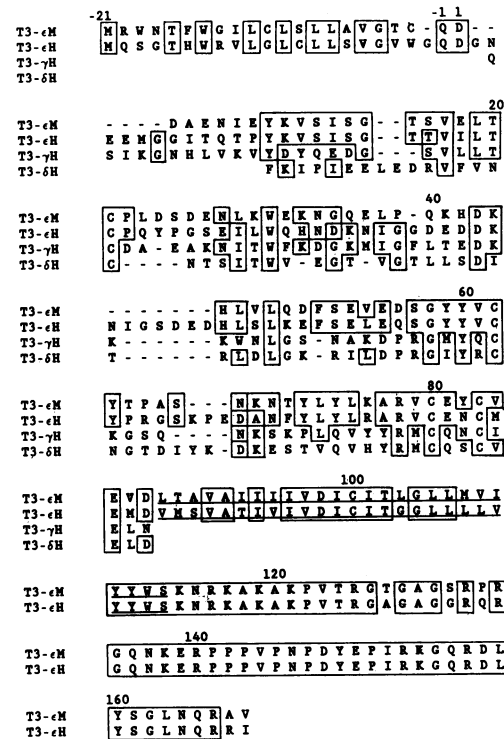 -21 -1 1
T3-εM M R W N T F W G I L C L S L L A V G T C - Q D - -
T3-εH M Q S G T H W R V L G L C L L S V G V W G Q D G N
T3-γH Q
T3-δH
20
T3-εM - - - - D A E N I E Y K V S I S G - - T S V E L T
T3-εH E E M G G I T Q T P Y K V S I S G - - T T V I L T
T3-γH S I K G N H L V K V Y D Y Q E D G - - S V L L T
T3-δH F K I P I E E L E D R V F V N
40
T3-εM C P L D S D E N L K W E K N G Q E L P - Q K H D K
T3-εH C P Q Y P G S E I L W Q H N D K N I G G D E D D K
T3-γH C D A - E A K N I T W F K D G K M I G F L T E D K
T3-δH C - - - N T S I T W V - E G T - V G T L L S D I
60
T3-εM - - - - - - - H L V L Q D F S E V E D S G Y Y V C
T3-εH N I G S D E D H L S L K E F S E L E Q S G Y Y V C
T3-γH K - - - - - - K W N L G S - N A K D P R G M Y Q C
T3-δH T - - - - - R L D L G K - R I L D P R G I Y R C
80
T3-εM Y T P A S - - - N K N T Y L Y L K A R V C E Y C V
T3-εH Y P R G S K P E D A N F Y L Y L R A R V C E N C M
T3-γH K G S Q - - - - N K S K P L Q V Y Y R M C Q N C I
T3-δH N G T D I Y K - D K E S T V Q V H Y R M C Q S C V
100
T3-εM E V D L T A V A I I I I V D I C I T L G L L M V I
T3-εH E M D V M S V A T I V I V D I C I T G G L L L L V
T3-γH E L N
T3-δH E L D
120
T3-εM Y Y W S K N R K A K A K P V T R G T G A G S R P R
T3-εH Y Y W S K N R K A K A K P V T R G A G A G G R Q R
140
T3-εM G Q N K E R P P P V P N P D Y E P I R K G Q R D L
T3-εH G Q N K E R P P P V P N P D Y E P I R K G Q R D L
160
T3-εM Y S G L N Q R A V
T3-εH Y S G L N Q R R I